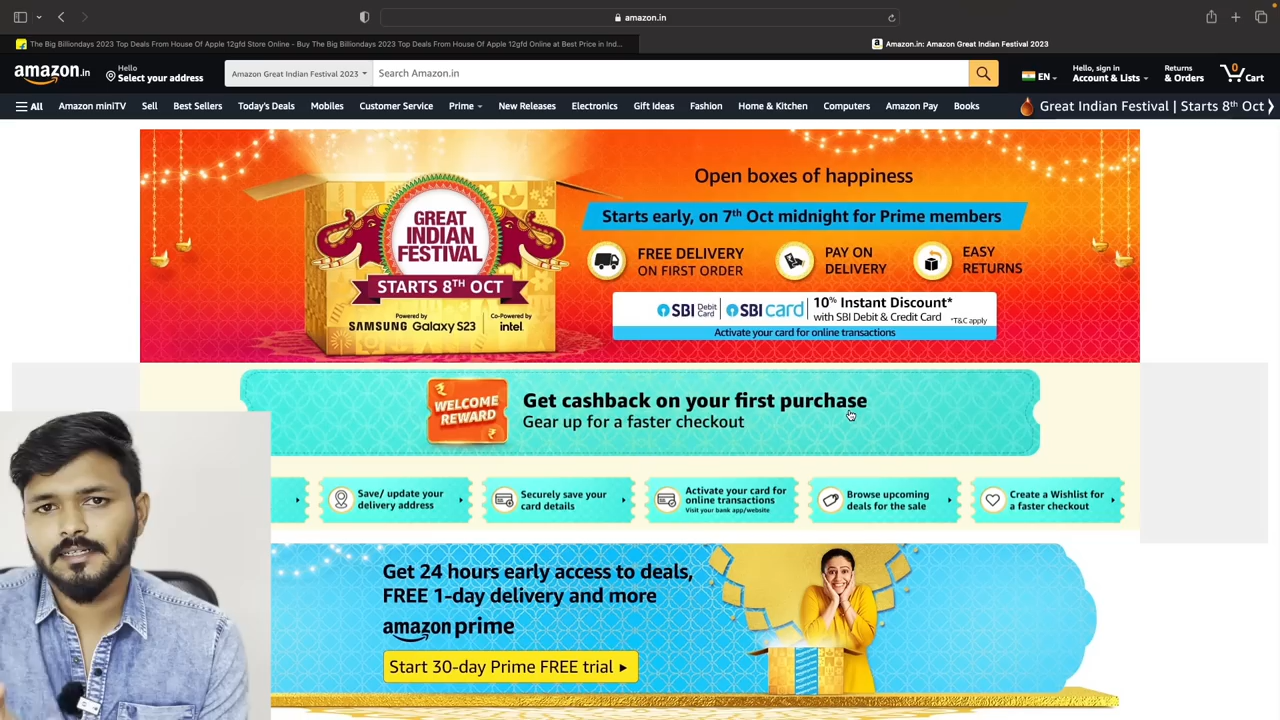 amazon.in
The Big Billiondays 2023 Top Deals From House Of Apple 12gfd Store Online - Buy The Big Billiondays 2023 Top Deals From House Of Apple 12gfd Online at Best Price in Ind...
Amazon.in: Amazon Great Indian Festival 2023
amazon.in
Hello
Select your address
Amazon Great Indian Festival 2023
Search Amazon.in
EN
Hello, sign in
Account & Lists
Returns
& Orders
0
Cart
All
Amazon miniTV
Sell
Best Sellers
Today's Deals
Mobiles
Customer Service
Prime
New Releases
Electronics
Gift Ideas
Fashion
Home & Kitchen
Computers
Amazon Pay
Books
Great Indian Festival | Starts 8th Oct
GREAT
INDIAN
FESTIVAL
STARTS 8TH OCT
Powered by
SAMSUNG Galaxy S23
Co-Powered by
intel.
Open boxes of happiness
Starts early, on 7th Oct midnight for Prime members
FREE DELIVERY
ON FIRST ORDER
PAY ON
DELIVERY
EASY
RETURNS
SBI Debit Card
SBI card
10% Instant Discount*
with SBI Debit & Credit Card
*T&C apply
Activate your card for online transactions
₹
WELCOME
REWARD
₹
Get cashback on your first purchase
Gear up for a faster checkout
Save/ update your
delivery address
Securely save your
card details
Activate your card for
online transactions
Visit your bank app/website
Browse upcoming
deals for the sale
Create a Wishlist for
a faster checkout
Get 24 hours early access to deals,
FREE 1-day delivery and more
amazon prime
Start 30-day Prime FREE trial